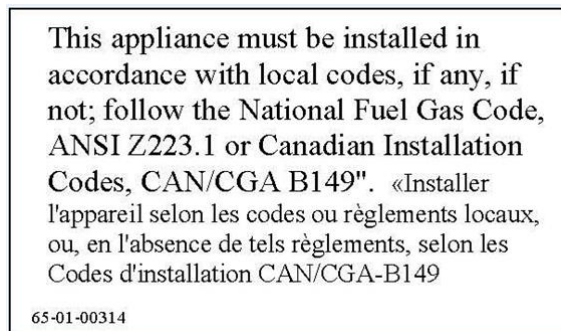 This appliance must be installed in
accordance with local codes, if any, if
not; follow the National Fuel Gas Code,
ANSI Z223.1 or Canadian Installation
Codes, CAN/CGA B149". «Installer
l'appareil selon les codes ou règlements locaux,
ou, en l'absence de tels règlements, selon les
Codes d'installation CAN/CGA-B149
65-01-00314